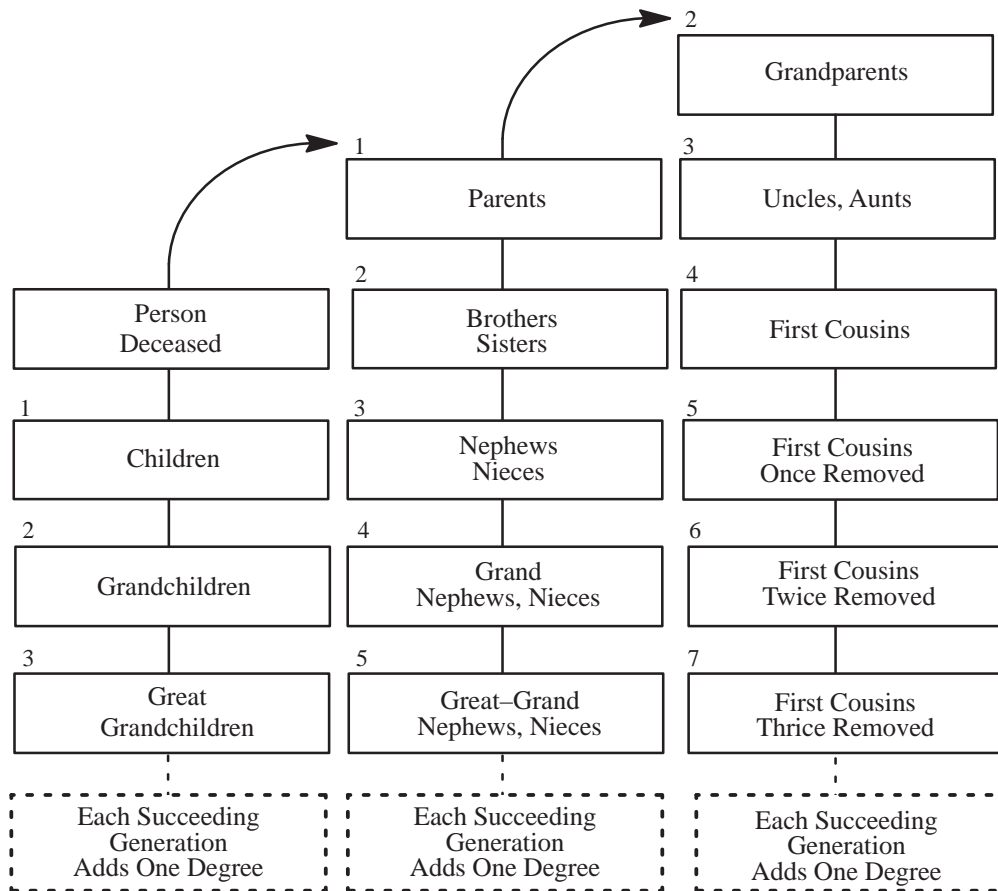 2
Grandparents
1
Parents
3
Uncles, Aunts
Person
Deceased
2
Brothers
Sisters
4
First Cousins
1
Children
3
Nephews
Nieces
5
First Cousins
Once Removed
2
Grandchildren
4
Grand
Nephews, Nieces
6
First Cousins
Twice Removed
3
Great
Grandchildren
5
Great–Grand
Nephews, Nieces
7
First Cousins
Thrice Removed
Each Succeeding
Generation
Adds One Degree
Each Succeeding
Generation
Adds One Degree
Each Succeeding
Generation
Adds One Degree